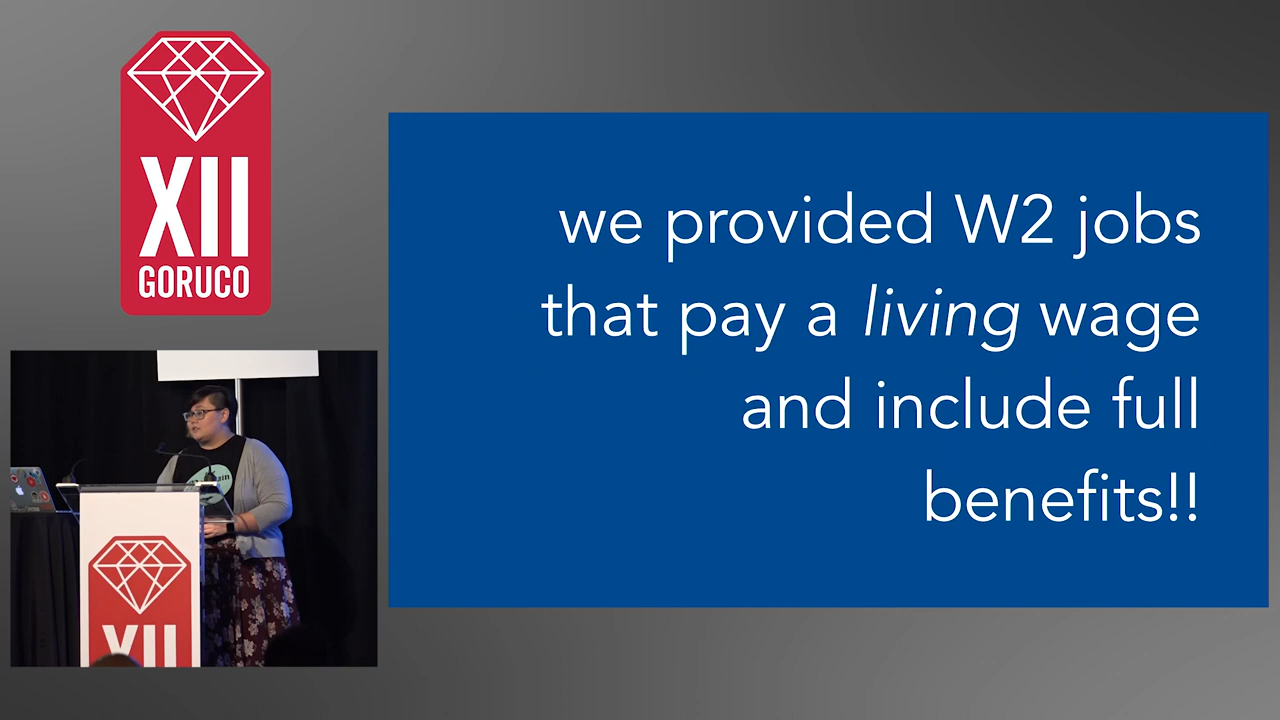 XII
GORUCO
we provided W2 jobs
that pay a living wage
and include full
benefits!!
XII